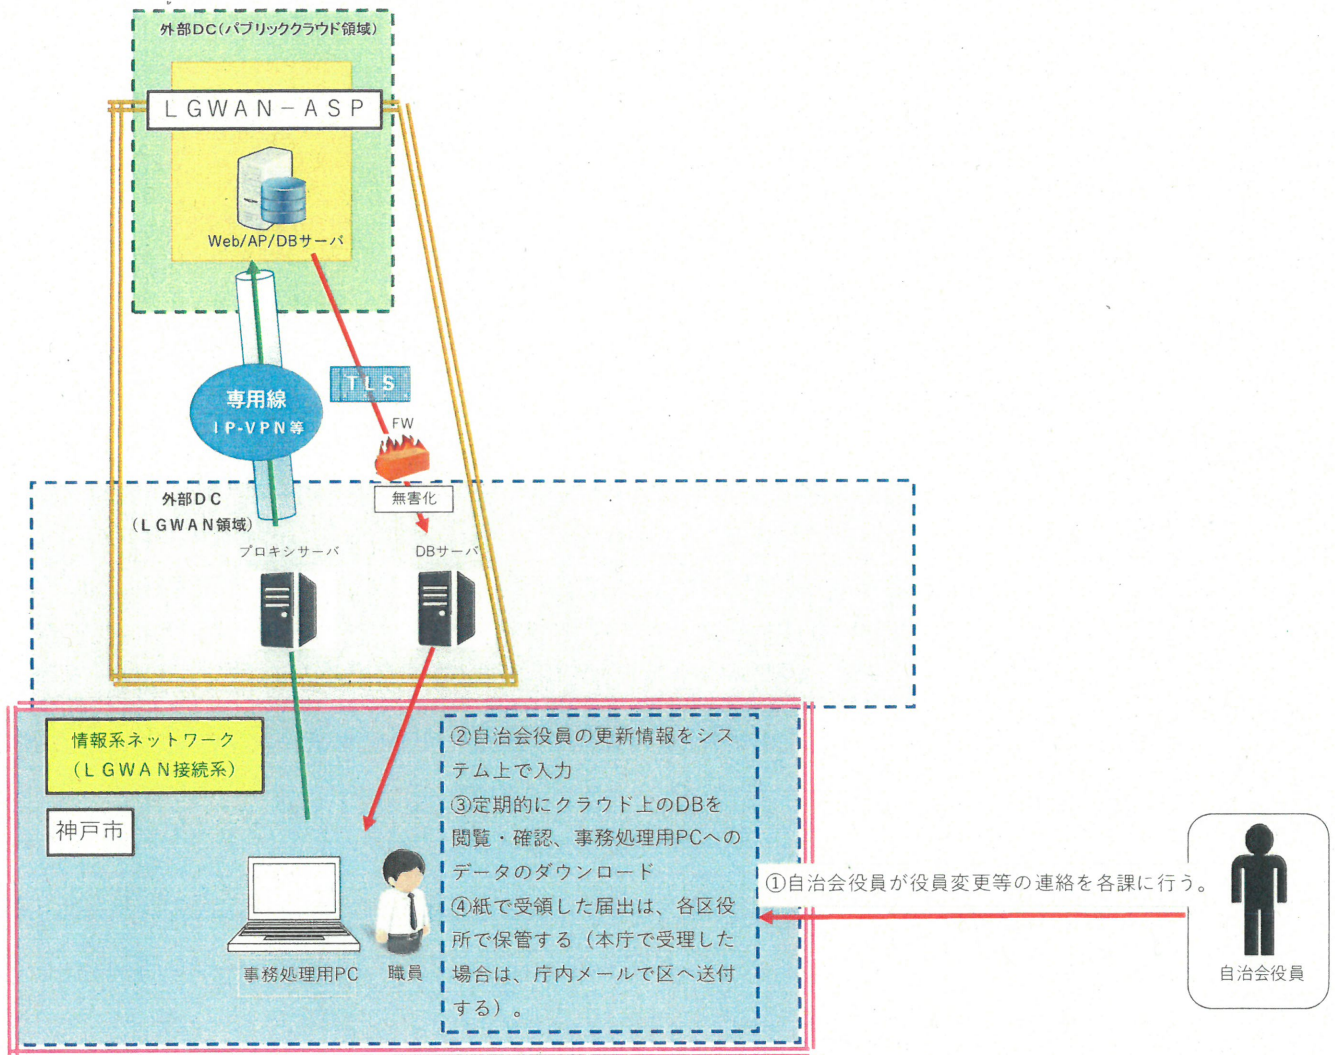 外部DC(パブリッククラウド領域)
LGWAN-ASP
Web/AP/DBサーバ
専用線
IP-VPN等
TLS
FW
無害化
外部DC
(LGWAN領域)
プロキシサーバ
DBサーバ
情報系ネットワーク
(LGWAN接続系)
神戸市
事務処理用PC
職員
②自治会役員の更新情報をシス
テム上で入力
③定期的にクラウド上のDBを
閲覧・確認、事務処理用PCへの
データのダウンロード
④紙で受領した届出は、各区役
所で保管する(本庁で受理した
場合は、庁内メールで区へ送付
する)。
①自治会役員が役員変更等の連絡を各課に行う。
自治会役員